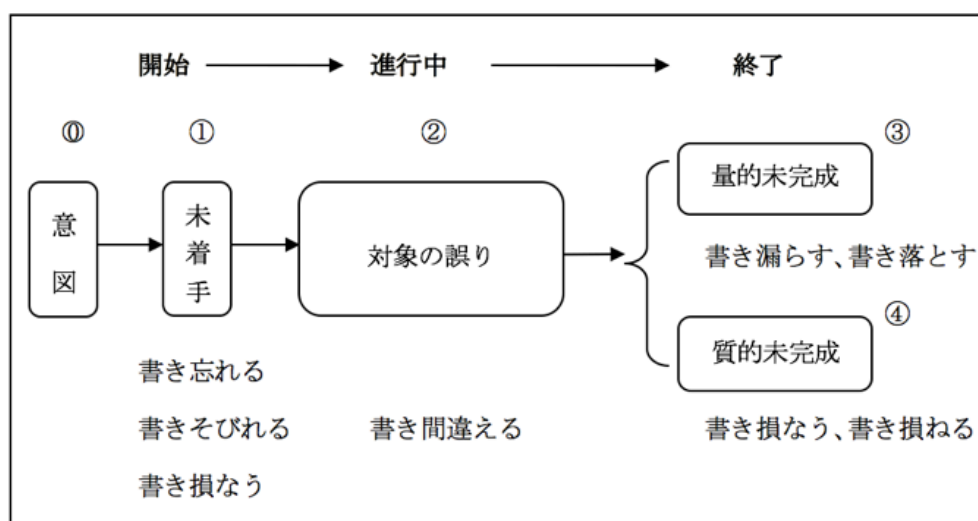 開始 進行中 終了
⓪ ① ② ③
意図
未着手
対象の誤り
量的未完成
書き漏らす、書き落とす
④
質的未完成
書き忘れる
書きそびれる 書き間違える 書き損なう、書き損ねる
書き損なう